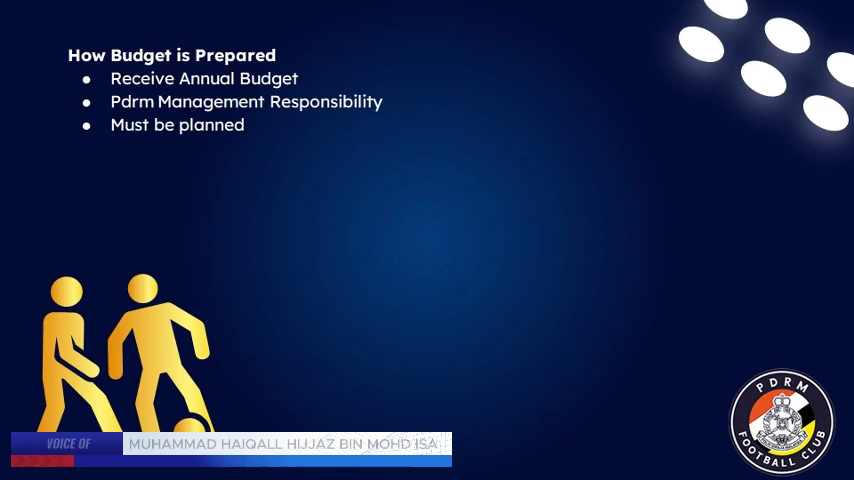 How Budget is Prepared
● Receive Annual Budget
● Pdrm Management Responsibility
● Must be planned
VOICE OF
MUHAMMAD HAIQALL HIJJAZ BIN MOHD ISA
PDRM
FOOTBALL CLUB